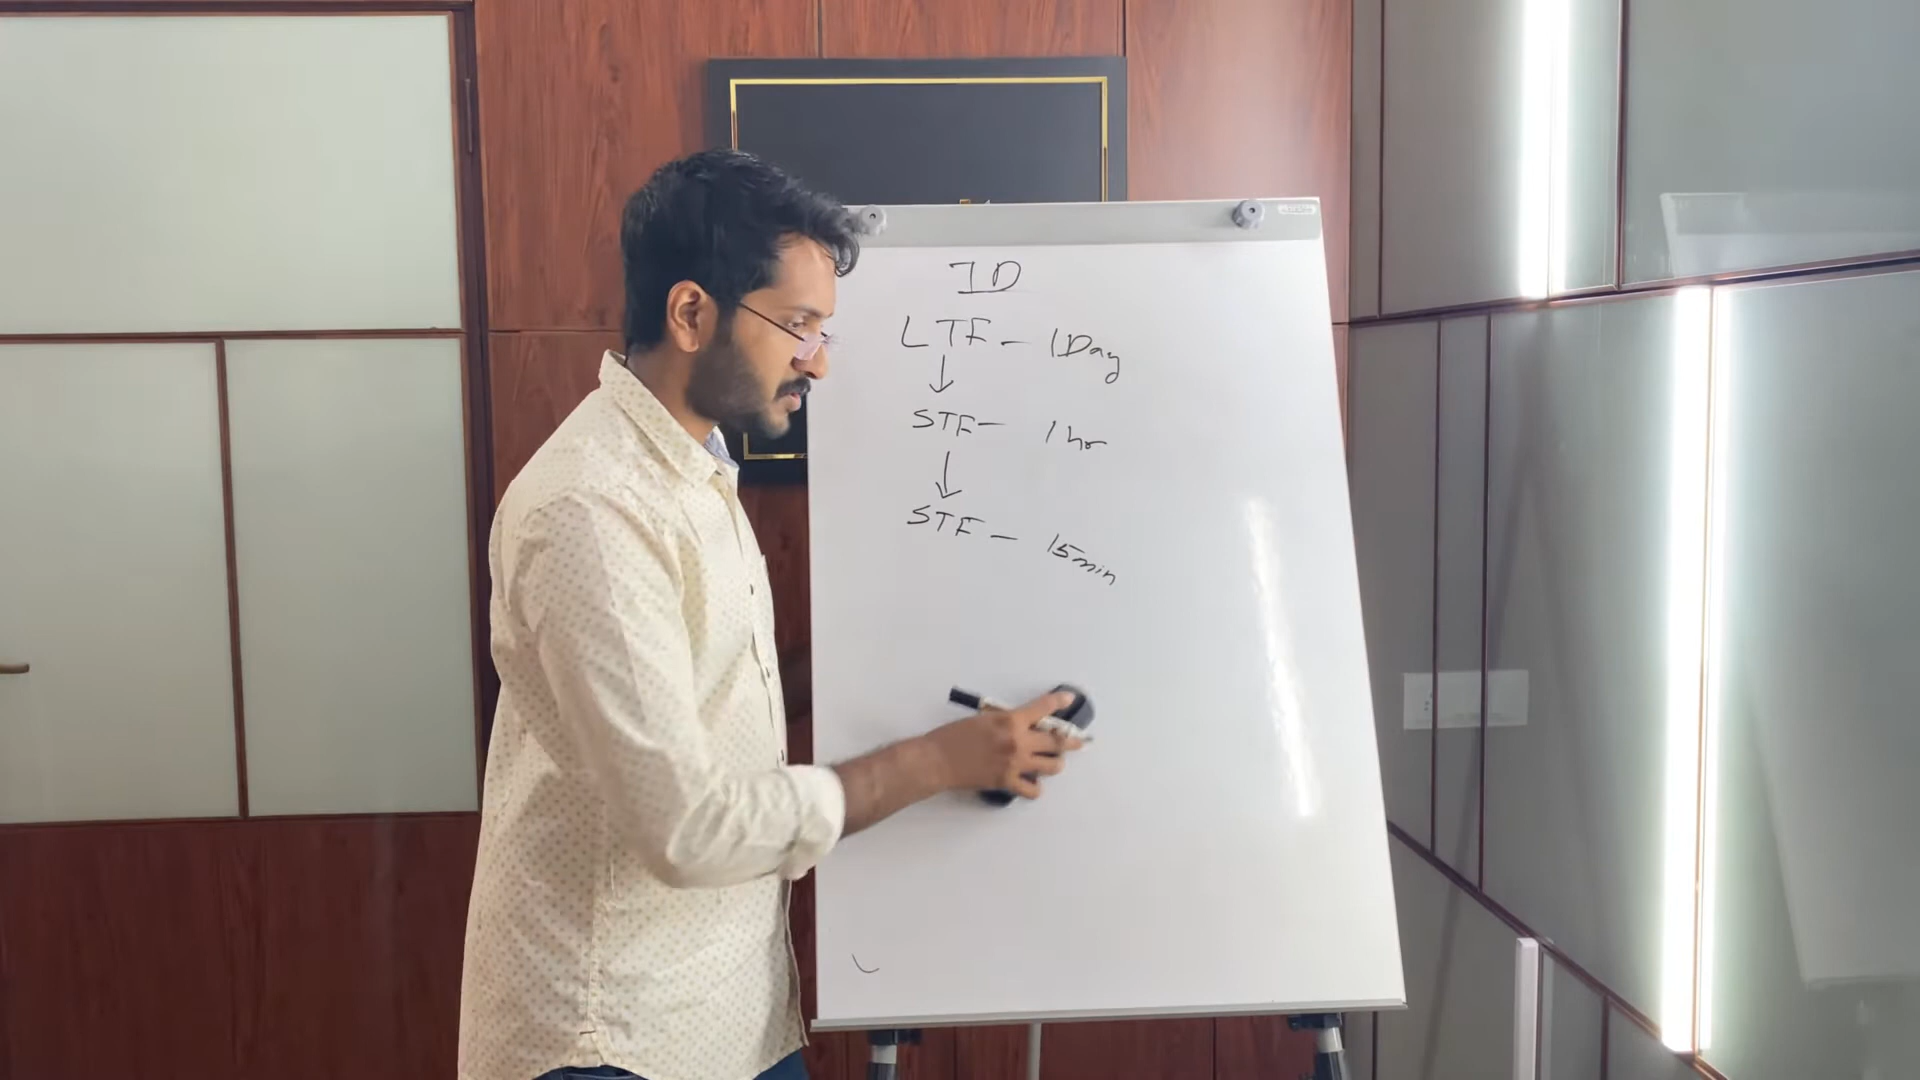 ID
LTF - 1Day
↓
STF - 1hr
↓
STF - 15min